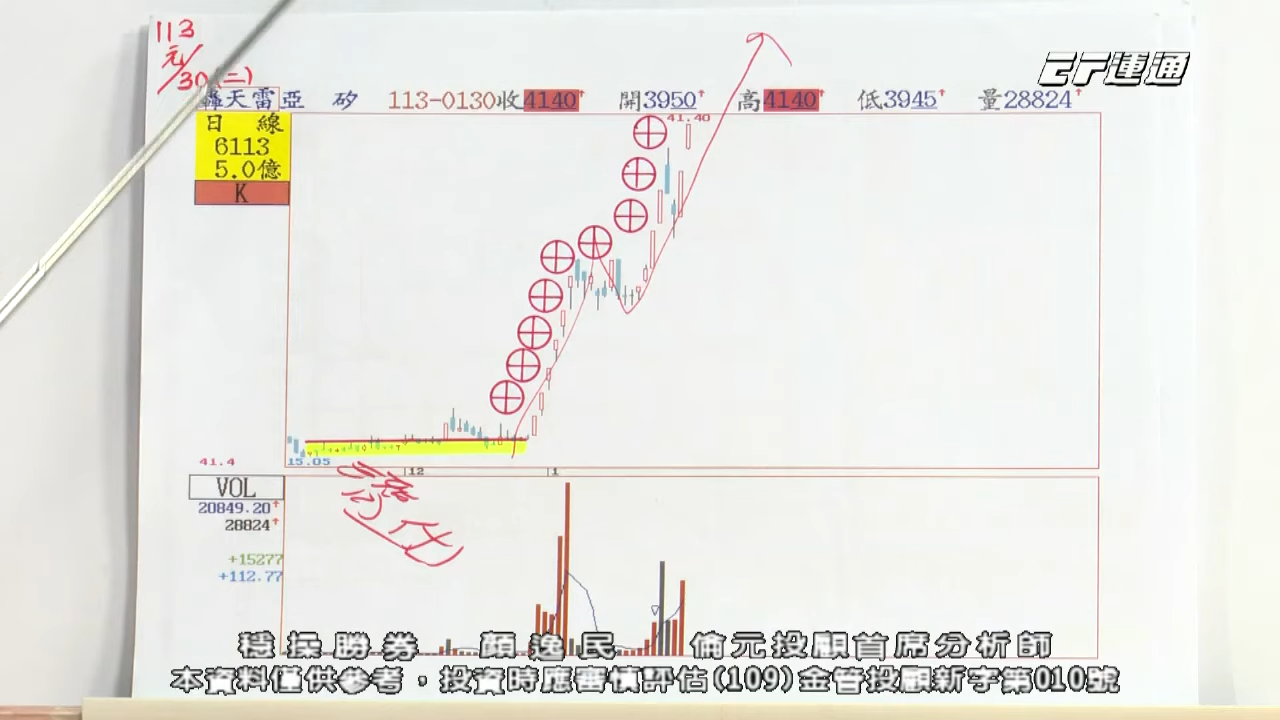 113
元/30(二)
CT運通
轟天雷亞 矽 113-0130收4140↑ 開3950↑ 高4140↑ 低3945↑ 量28824↑
日 線
6113
5.0億
K
41.40
41.4
15.05
12
1
VOL
20849.20↑
28824↑
+15277
+112.77
穩操勝券 顏逸民 倫元投顧首席分析師
本資料僅供參考,投資時應審慎評估(109)金管投顧新字第010號